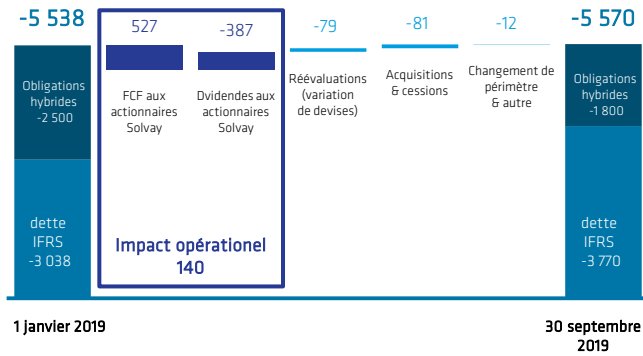 -5 538
527
-387
-79
-81
-12
-5 570
Obligations
hybrides
-2 500
FCF aux
actionnaires
Solvay
Dvidendes aux
actionnaires
Solvay
Réévaluations
(variation
de devises)
Acquisitions
& cessions
Changement de
périmètre
& autre
Obligations
hybrides
-1 800
dette
IFRS
-3 038
Impact opérationel
140
dette
IFRS
-3 770
1 janvier 2019
30 septembre
2019